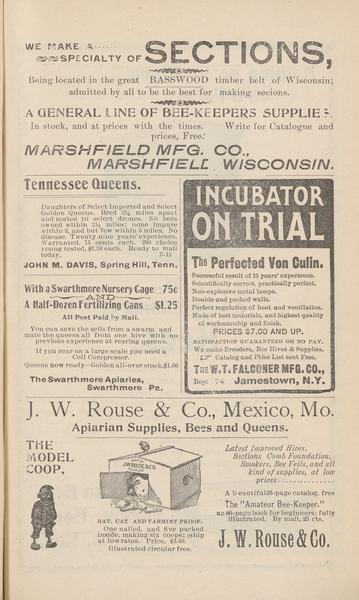 WE MAKE A......
SPECIALTY OF SECTIONS,
Being located in the great BASSWOOD timber belt of Wisconsin;
admitted by all to be the best for making secions.
A GENERAL LINE OF BEE-KEEPERS SUPPLIES.
In stock, and at prices with the times. Write for Catalogue and
prices, Free.
MARSHFIELD MFG. CO.,
MARSHFIELD, WISCONSIN.
Tennessee Queens.
Daughters of Select Imported and Select
Golden Queens. Bred 3½ miles apart
and mated to select drones. No bees
owned within 2½ miles; none impure
within 3, and but few within 5 miles. No
disease. Twenty nine years' experience.
Warranted, 75 cents each. 260 choice
young tested, $1.50 each. Ready to mail
today. 2-12
JOHN M. DAVIS, Spring Hill, Tenn.
With a Swarthmore Nursery Cage 75c
AND
A Half-Dozen Fertilizing Cans $1.25
All Post Paid by Mail.
You can save the cells from a swarm and
mate the queens all from one hive with no
previous experience at rearing queens.
If you rear on a large scale you need a
Cell Compressor.
Queens now ready—Golden all-over stock, $1.00
The Swarthmore Apiaries,
Swarthmore Pa.
INCUBATOR
ON TRIAL
The Perfected Von Culin.
Successful result of 25 years' experience.
Scientifically correct, practically perfect.
Non-explosive metal lamps.
Double and packed walls.
Perfect regulation of heat and ventilation.
Made of best materials, and highest quality
of workmanship and finish.
PRICES $7.00 AND UP.
SATISFACTION GUARANTEED OR NO PAY.
We make Brooders, Bee Hives & Supplies.
☞ Catalog and Price List sent Free.
THE W. T. FALCONER MFG. CO.,
Dept 74 Jamestown, N.Y.
J. W. Rouse & Co., Mexico, Mo.
Apiarian Supplies, Bees and Queens.
THE
MODEL
COOP,
J.W ROUSE & CO.
RAT, CAT AND VARMINT PROOF.
One nailed, and five packed
inside, making six coops; ship
at low rates. Price, $3.50.
Illustrated circular free.
Latest Improved Hives,
Sections Comb Foundation,
Smokers, Bee Veils, and all
kind of supplies, at low
prices..................
A beautiful 28-page catalog, free
The "Amateur Bee-Keeper,"
an 80-page book for beginners; fully
illustrated. By mail, 25 cts.
J. W. Rouse & Co.